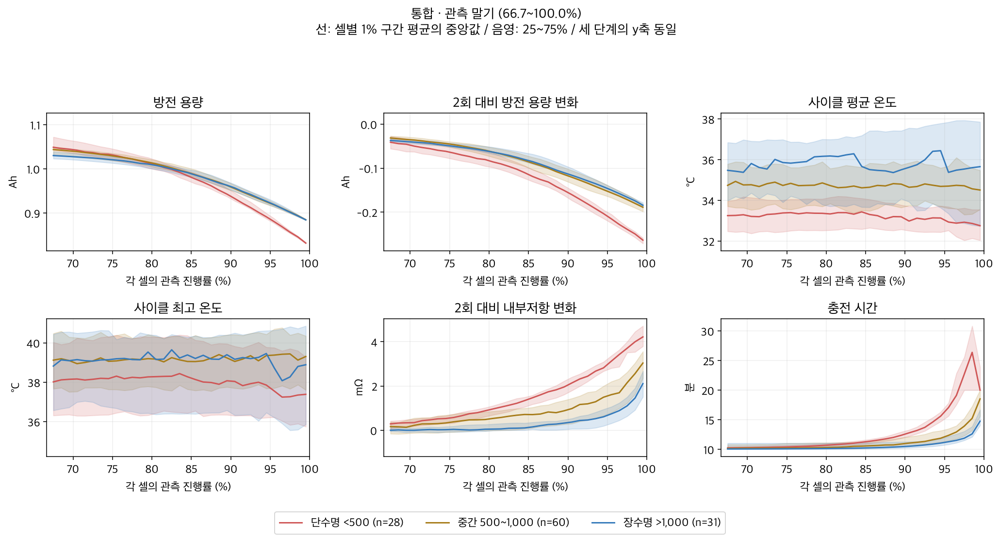 통합 · 관측 말기 (66.7~100.0%)
선: 셀별 1% 구간 평균의 중앙값 / 음영: 25~75% / 세 단계의 y축 동일
방전 용량
1.1
1.0
0.9
Ah
70 75 80 85 90 95 100
각 셀의 관측 진행률 (%)
2회 대비 방전 용량 변화
0.0
−0.1
−0.2
Ah
70 75 80 85 90 95 100
각 셀의 관측 진행률 (%)
사이클 평균 온도
38
36
34
32
℃
70 75 80 85 90 95 100
각 셀의 관측 진행률 (%)
사이클 최고 온도
40
38
36
℃
70 75 80 85 90 95 100
각 셀의 관측 진행률 (%)
2회 대비 내부저항 변화
4
2
0
mΩ
70 75 80 85 90 95 100
각 셀의 관측 진행률 (%)
충전 시간
30
25
20
15
10
분
70 75 80 85 90 95 100
각 셀의 관측 진행률 (%)
단수명 <500 (n=28)
중간 500~1,000 (n=60)
장수명 >1,000 (n=31)